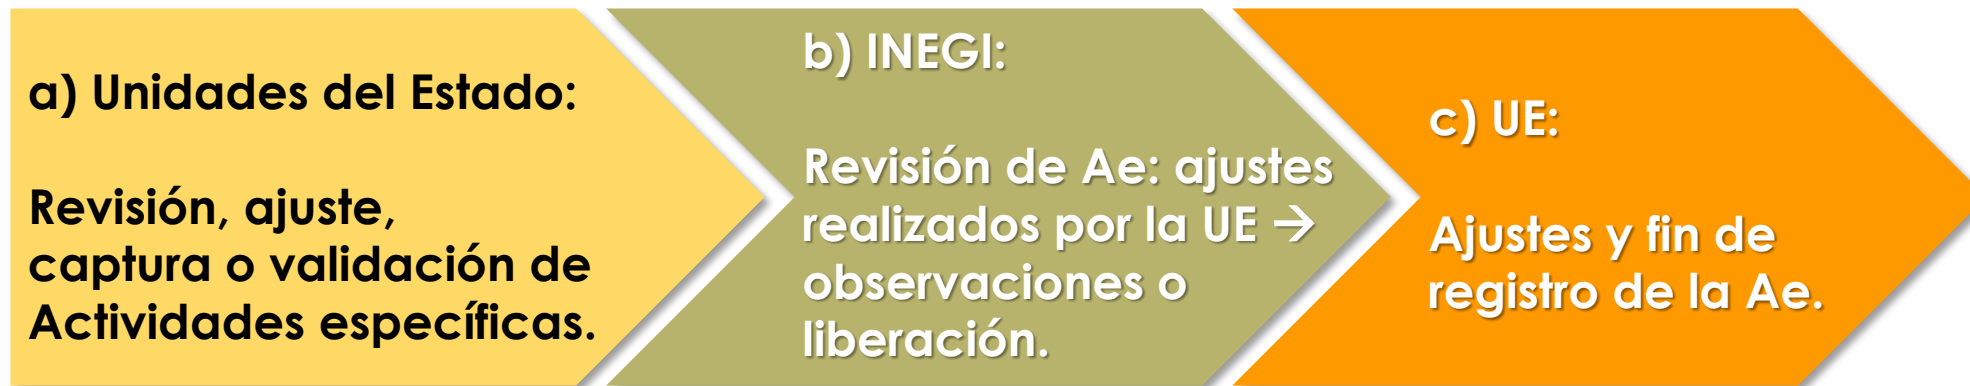 a) Unidades del Estado:
Revisión, ajuste,
captura o validación de
Actividades específicas.
b) INEGI:
Revisión de Ae: ajustes
realizados por la UE →
observaciones o
liberación.
c) UE:
Ajustes y fin de
registro de la Ae.